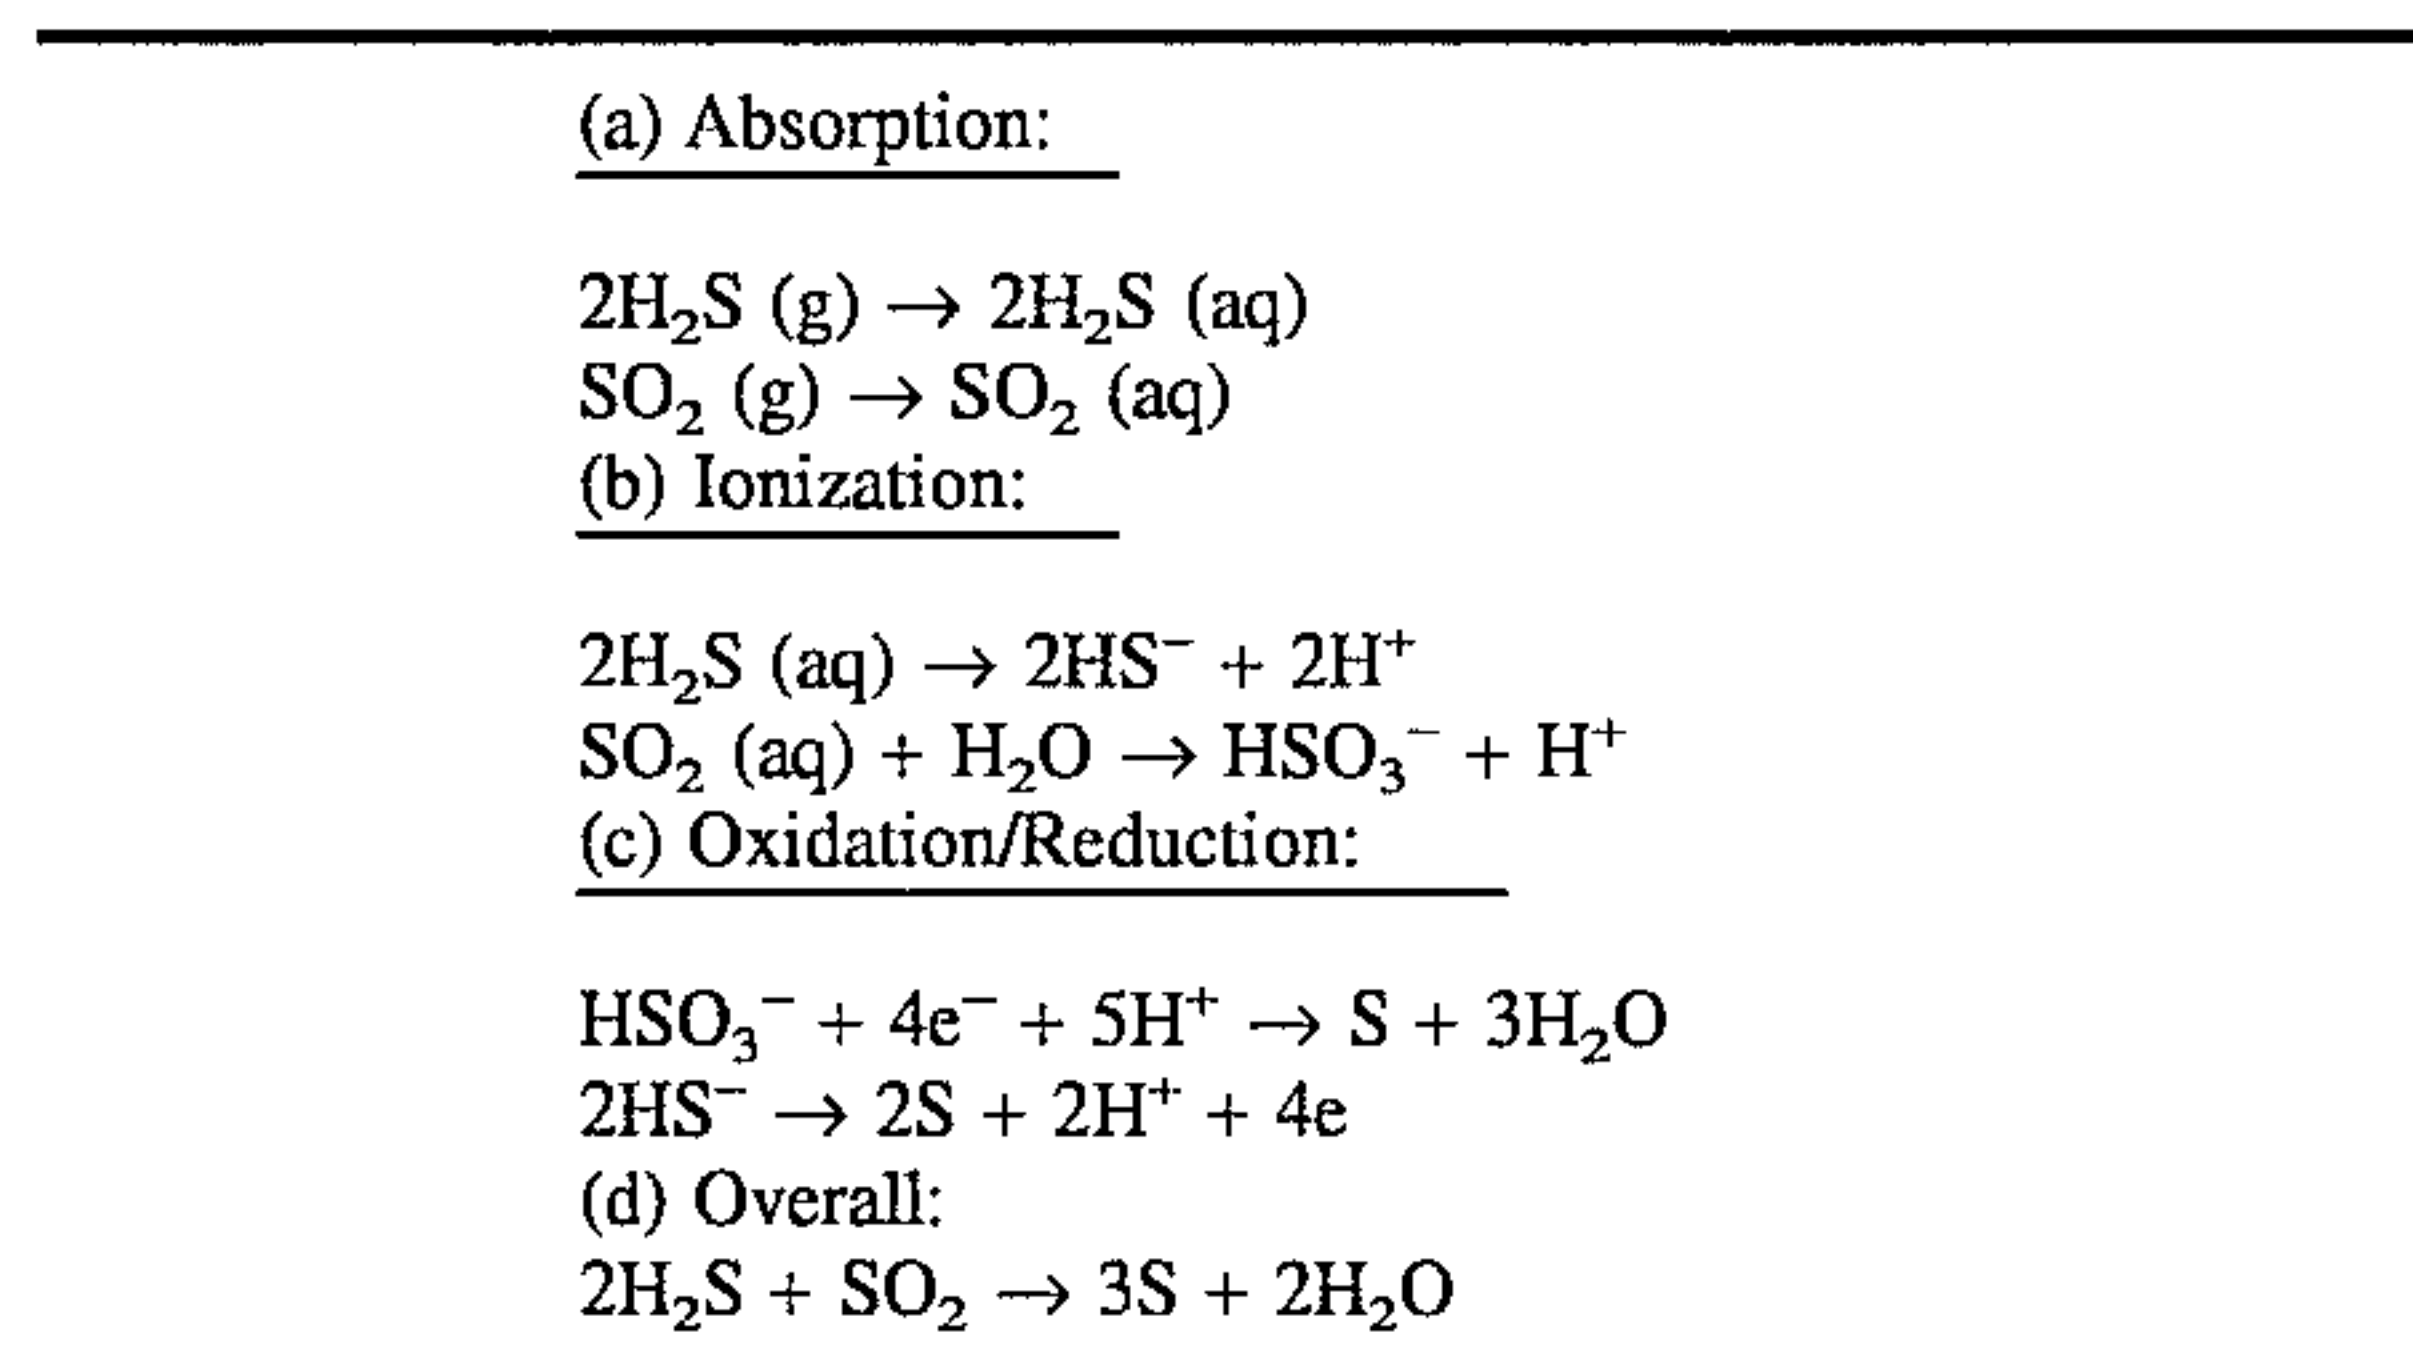 (a) Absorption:
2H₂S (g) → 2H₂S (aq)
SO₂ (g) → SO₂ (aq)
(b) Ionization:
2H₂S (aq) → 2HS⁻ + 2H⁺
SO₂ (aq) + H₂O → HSO₃⁻ + H⁺
(c) Oxidation/Reduction:
HSO₃⁻ + 4e⁻ + 5H⁺ → S + 3H₂O
2HS⁻ → 2S + 2H⁺ + 4e
(d) Overall:
2H₂S + SO₂ → 3S + 2H₂O